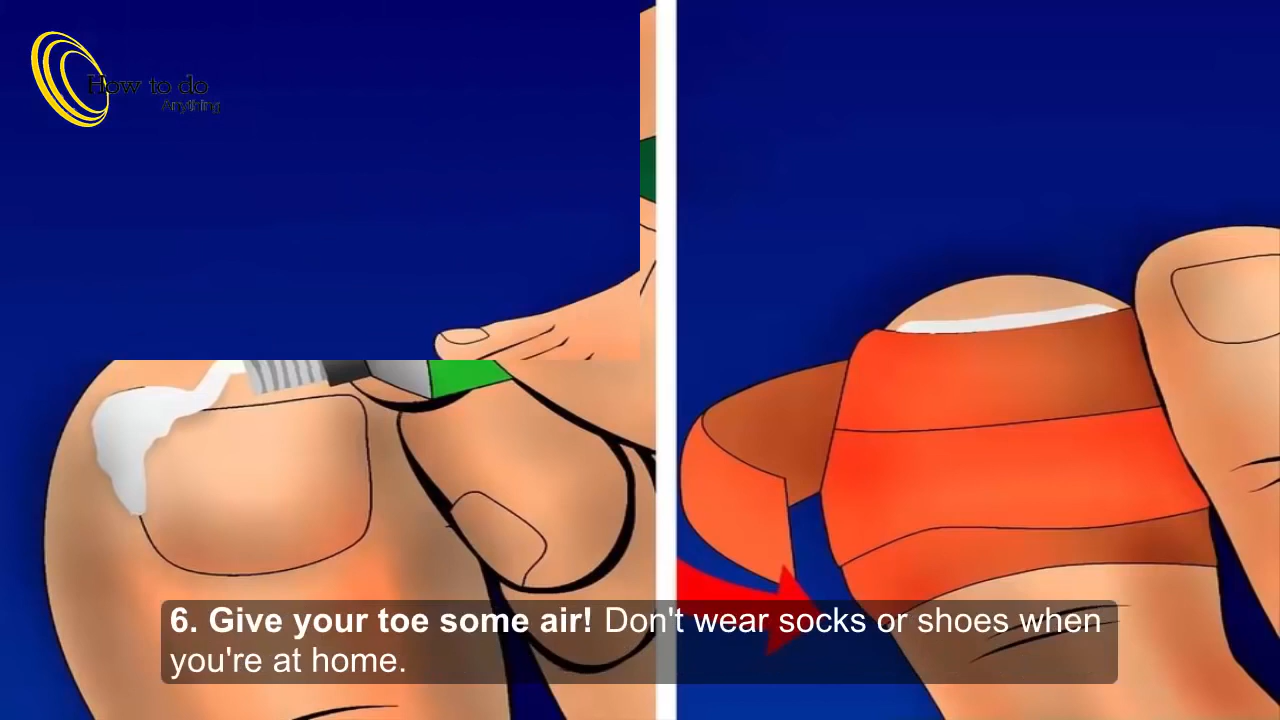 How to do
Anything
6. Give your toe some air! Don't wear socks or shoes when
you're at home.